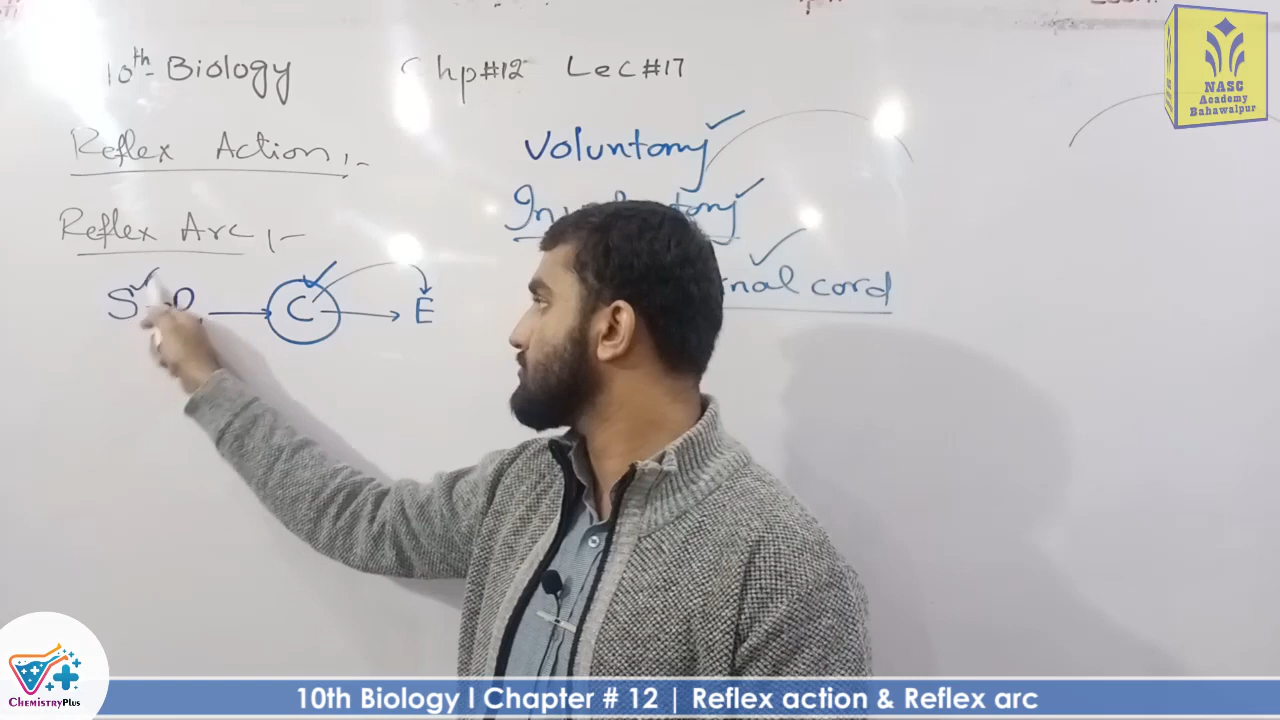 10th Biology Chp#12 Lec#17
Reflex Action :-
Voluntary
Reflex Arc :-
S R C E
cord
NASC
Academy
Bahawalpur
ChemistryPlus
10th Biology | Chapter # 12 | Reflex action & Reflex arc